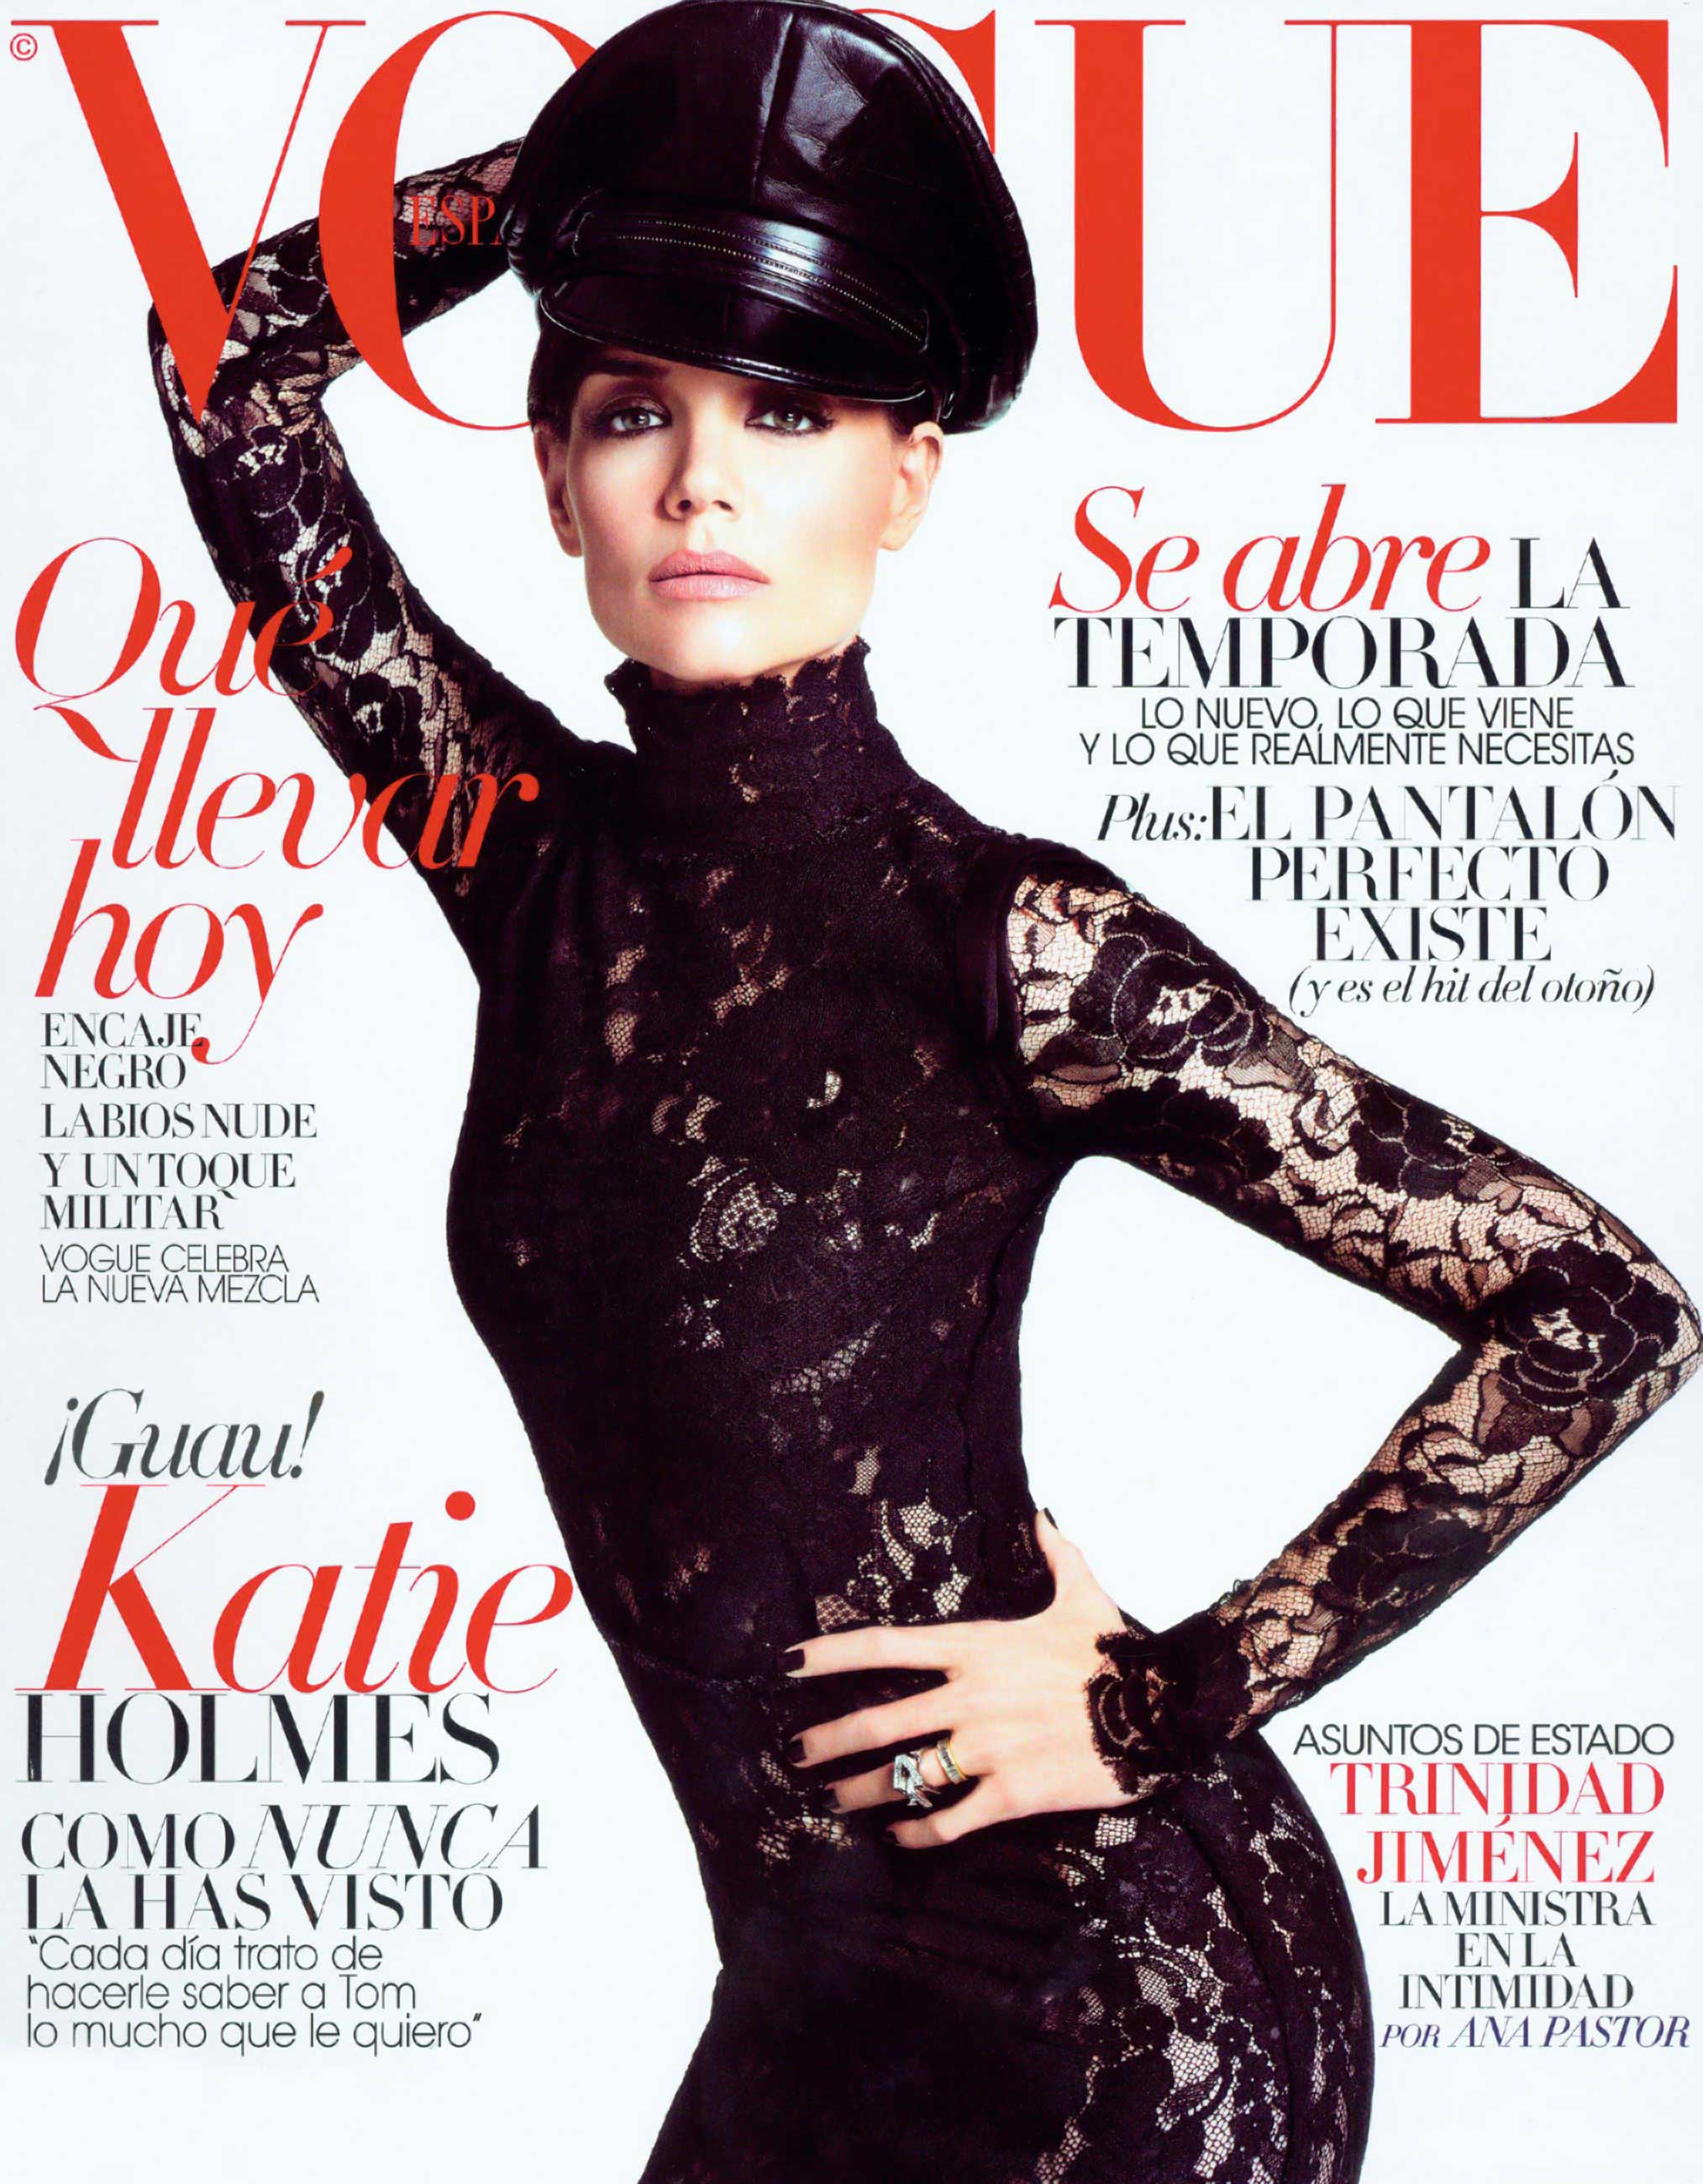 ©
VOGUE
ESPA
Qué
llevar
hoy
ENCAJE
NEGRO
LABIOS NUDE
Y UN TOQUE
MILITAR
VOGUE CELEBRA
LA NUEVA MEZCLA
¡Guau!
Katie
HOLMES
COMO NUNCA
LA HAS VISTO
"Cada día trato de
hacerle saber a Tom
lo mucho que le quiero"
Se abre LA
TEMPORADA
LO NUEVO, LO QUE VIENE
Y LO QUE REALMENTE NECESITAS
Plus: EL PANTALÓN
PERFECTO
EXISTE
(y es el hit del otoño)
ASUNTOS DE ESTADO
TRINIDAD
JIMÉNEZ
LA MINISTRA
EN LA
INTIMIDAD
POR ANA PASTOR